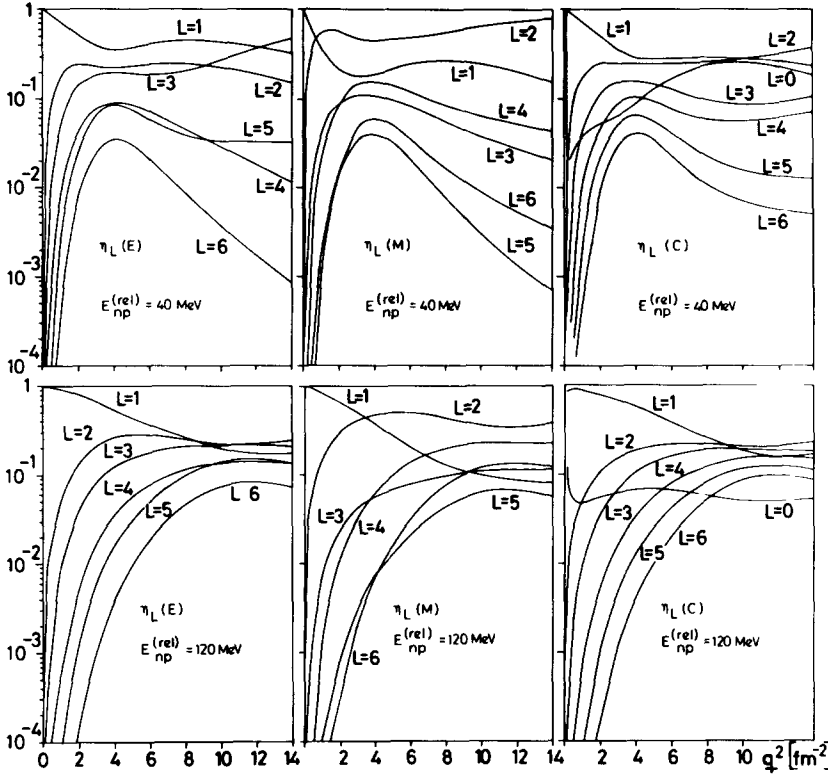 1
10⁻¹
10⁻²
10⁻³
10⁻⁴
L=1
L=3
L=2
L=5
L=4
L=6
η_L (E)
E_np^(rel) = 40 MeV
L=2
L=1
L=4
L=3
L=6
L=5
η_L (M)
E_np^(rel) = 40 MeV
L=1
L=2
L=0
L=3
L=4
L=5
L=6
η_L (C)
E_np^(rel) = 40 MeV
1
10⁻¹
10⁻²
10⁻³
10⁻⁴
L=1
L=2
L=3
L=4
L=5
L 6
η_L (E)
E_np^(rel) = 120 MeV
L=1
L=2
L=3
L=4
L=5
L=6
η_L (M)
E_np^(rel) = 120 MeV
L=1
L=2
L=4
L=3
L=0
L=5
L=6
η_L (C)
E_np^(rel) = 120 MeV
0 2 4 6 8 10 12 14
2 4 6 8 10 12 14
2 4 6 8 10 q² [fm⁻²]